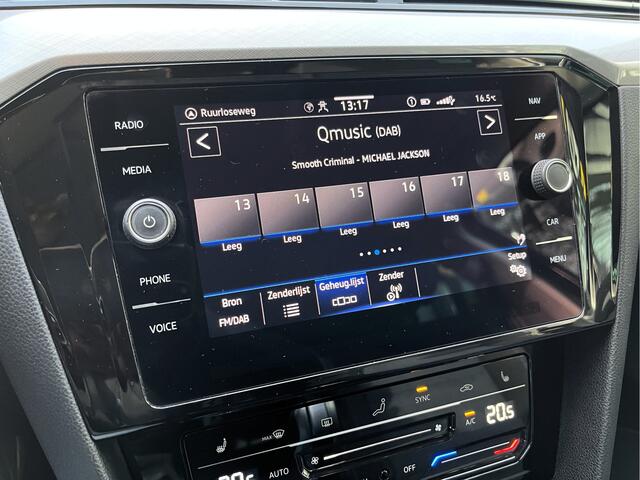 Ruurloseweg
13:17
16.5°C
RADIO
MEDIA
PHONE
VOICE
NAV
APP
CAR
MENU
<
Qmusic (DAB)
>
Smooth Criminal - MICHAEL JACKSON
13 14 15 16 17 18
Leeg Leeg Leeg Leeg Leeg Leeg
Setup
Bron
FM/DAB
Zenderlijst
Geheug.lijst
Zender
MAX
SYNC
A/C
20.5
AUTO
OFF